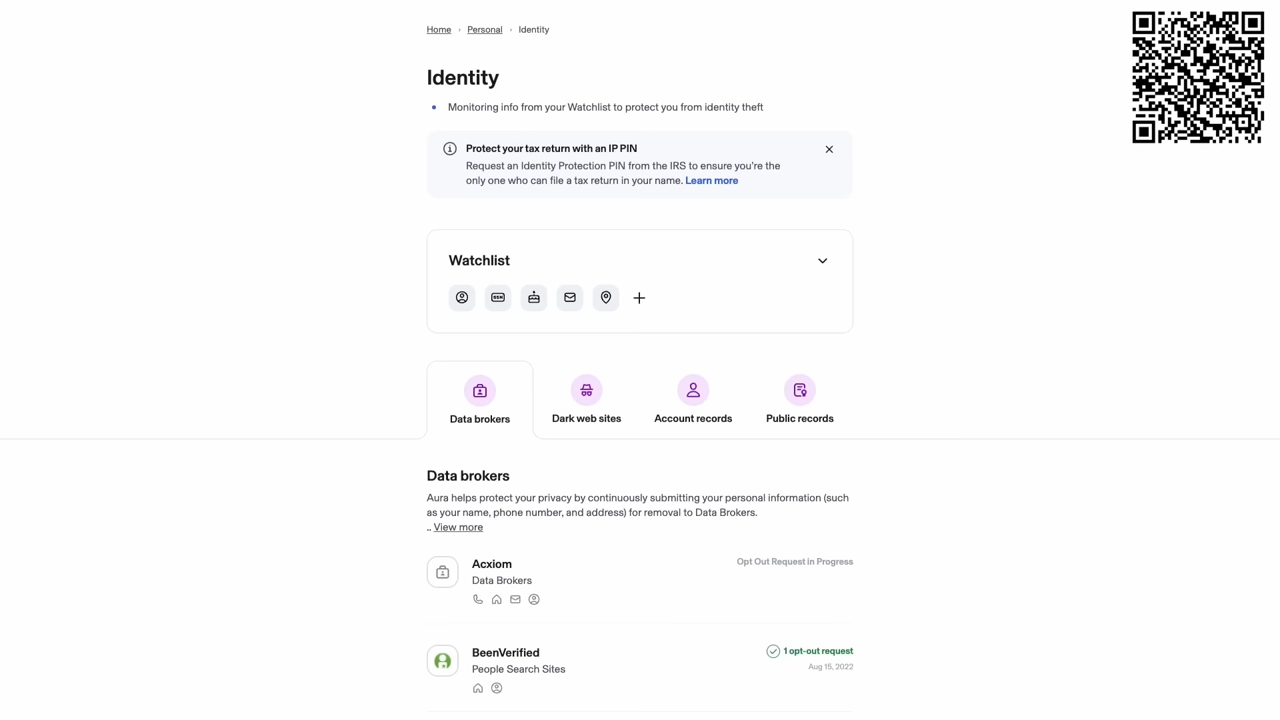 Home › Personal › Identity
Identity
• Monitoring info from your Watchlist to protect you from identity theft
Protect your tax return with an IP PIN
Request an Identity Protection PIN from the IRS to ensure you're the
only one who can file a tax return in your name. Learn more
Watchlist
SSN
Data brokers
Dark web sites
Account records
Public records
Data brokers
Aura helps protect your privacy by continuously submitting your personal information (such
as your name, phone number, and address) for removal to Data Brokers.
.. View more
Acxiom
Opt Out Request in Progress
Data Brokers
BeenVerified
1 opt-out request
People Search Sites
Aug 15, 2022